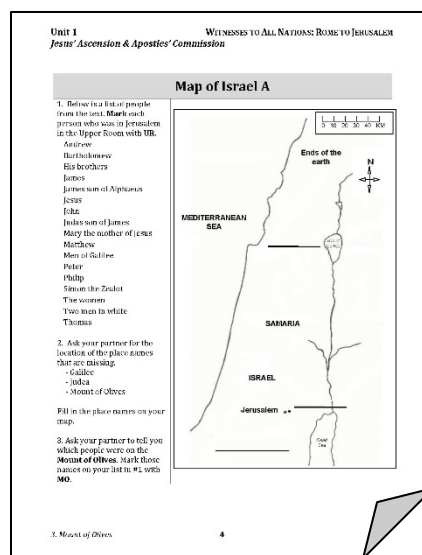 Unit 1
WITNESSES TO ALL NATIONS: ROME TO JERUSALEM
Jesus' Ascension & Apostles' Commission
Map of Israel A
1. Below is a list of people
from the text. Mark each
person who was in Jerusalem
in the Upper Room with UR.
Andrew
Bartholomew
His brothers
James
James son of Alphaeus
Jesus
John
Judas son of James
Mary the mother of Jesus
Matthew
Men of Galilee
Peter
Philip
Simon the Zealot
The women
Two men in white
Thomas
2. Ask your partner for the
location of the place names
that are missing.
- Galilee
- Judea
- Mount of Olives
Fill in the place names on your
map.
3. Ask your partner to tell you
which people were on the
Mount of Olives. Mark those
names on your list in #1 with
MO.
0 10 20 30 40 KM
Ends of the
earth
N
MEDITERRANEAN
SEA
SAMARIA
ISRAEL
Jerusalem
Dead
Sea
3. Mount of Olives
4